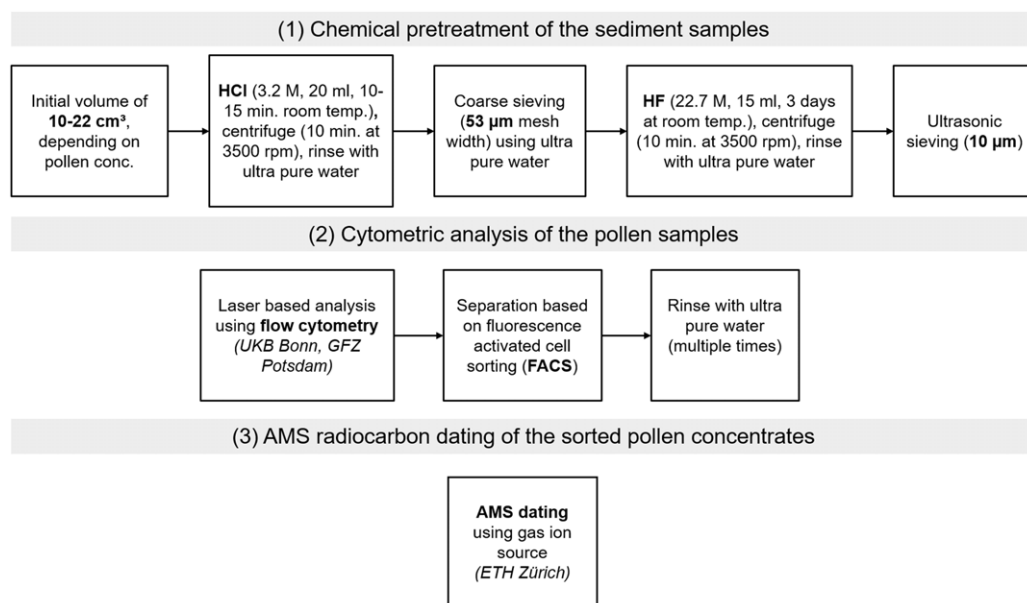 (1) Chemical pretreatment of the sediment samples
Initial volume of
10-22 cm³,
depending on
pollen conc.
HCl (3.2 M, 20 ml, 10-
15 min. room temp.),
centrifuge (10 min. at
3500 rpm), rinse with
ultra pure water
Coarse sieving
(53 µm mesh
width) using ultra
pure water
HF (22.7 M, 15 ml, 3 days
at room temp.), centrifuge
(10 min. at 3500 rpm), rinse
with ultra pure water
Ultrasonic
sieving (10 µm)
(2) Cytometric analysis of the pollen samples
Laser based analysis
using flow cytometry
(UKB Bonn, GFZ
Potsdam)
Separation based
on fluorescence
activated cell
sorting (FACS)
Rinse with ultra
pure water
(multiple times)
(3) AMS radiocarbon dating of the sorted pollen concentrates
AMS dating
using gas ion
source
(ETH Zürich)